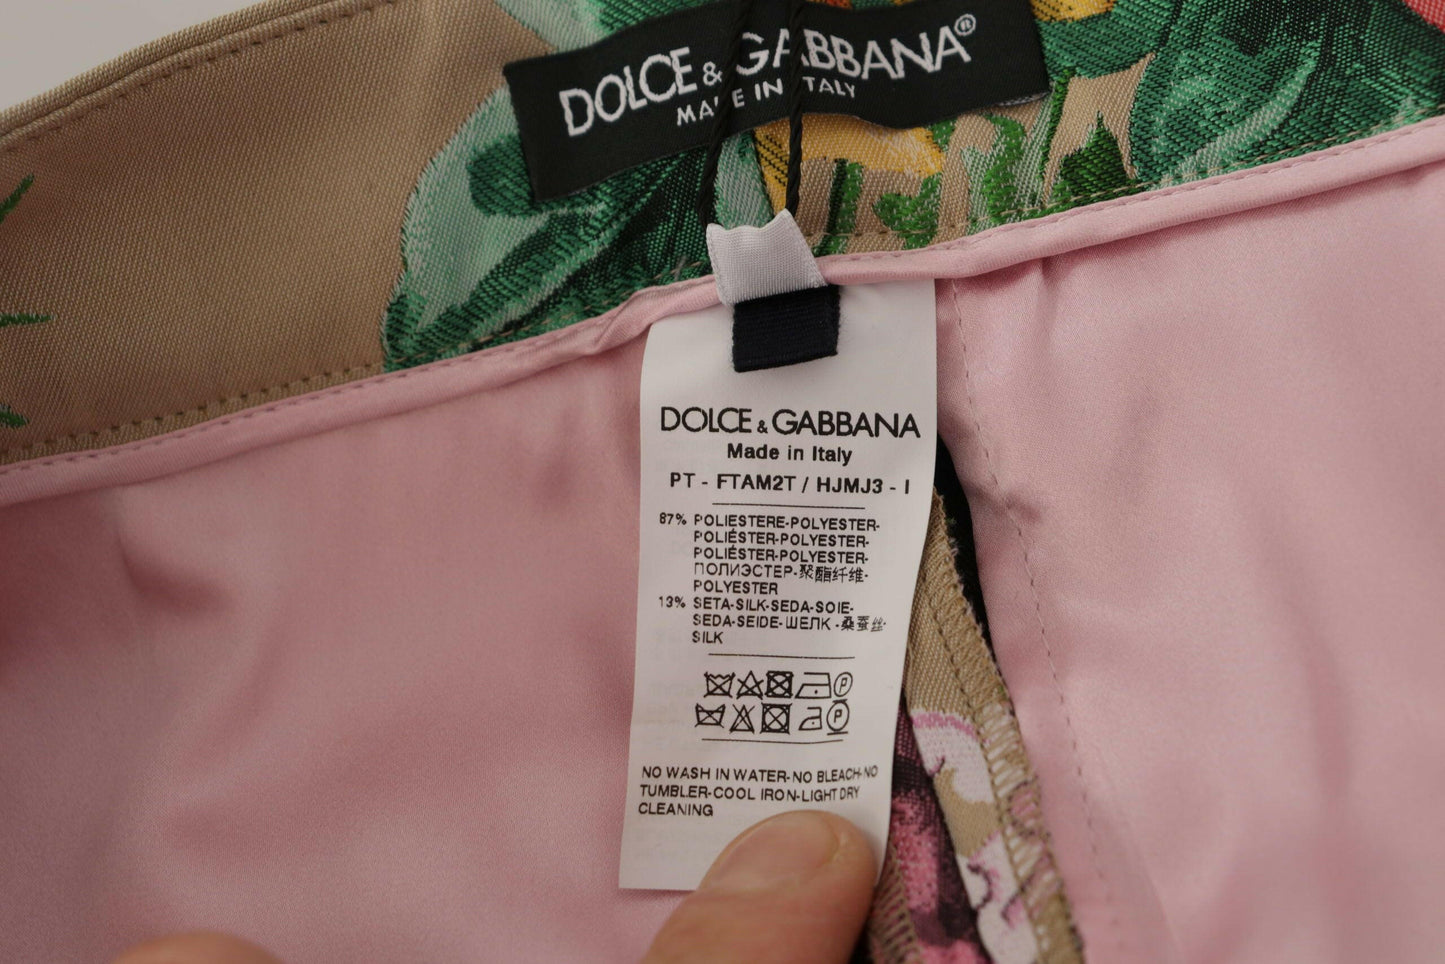 DOLCE & GABBANA®
MADE IN ITALY
DOLCE & GABBANA
Made in Italy
PT - FTAM2T / HJMJ3 - I
87% POLIESTERE-POLYESTER-
POLIÉSTER-POLYESTER-
POLIÉSTER-POLYESTER-
ПОЛИЭСТЕР-聚酯纤维-
POLYESTER
13% SETA-SILK-SEDA-SOIE-
SEDA-SEIDE-ШЕЛК-桑蚕丝-
SILK
P
P
NO WASH IN WATER-NO BLEACH-NO
TUMBLER-COOL IRON-LIGHT DRY
CLEANING